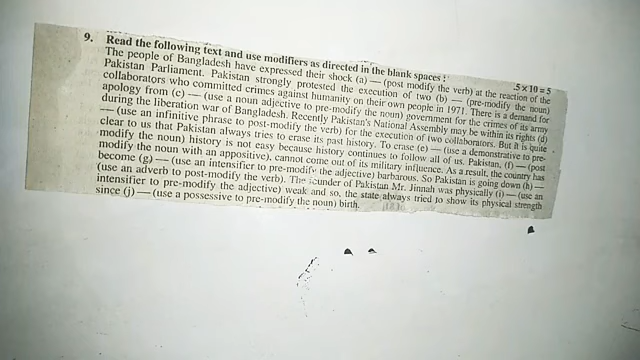 9. Read the following text and use modifiers as directed in the blank spaces : .5 × 10 = 5
The people of Bangladesh have expressed their shock (a) — (post modify the verb) at the reaction of the
Pakistan Parliament. Pakistan strongly protested the execution of two (b) — (pre-modify the noun)
collaborators who committed crimes against humanity on their own people in 1971. There is a demand for
apology from (c) — (use a noun adjective to pre-modify the noun) government for the crimes of its army
during the liberation war of Bangladesh. Recently Pakistan's National Assembly may be within its rights (d)
— (use an infinitive phrase to post-modify the verb) for the execution of two collaborators. But it is quite
clear to us that Pakistan always tries to erase its past history. To erase (e) — (use a demonstrative to pre-
modify the noun) history is not easy because history continues to follow all of us. Pakistan, (f) — (post
modify the noun with an appositive), cannot come out of its military influence. As a result, the country has
become (g) — (use an intensifier to pre-modify the adjective) barbarous. So Pakistan is going down (h) —
(use an adverb to post-modify the verb). The founder of Pakistan Mr. Jinnah was physically (i) — (use an
intensifier to pre-modify the adjective) weak and so, the state always tried to show its physical strength
since (j) — (use a possessive to pre-modify the noun) birth.